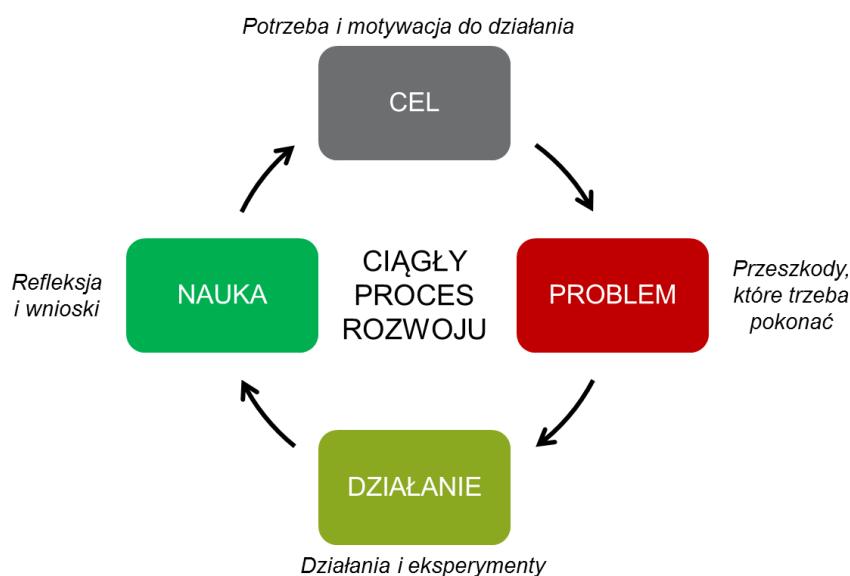 Potrzeba i motywacja do działania
CEL
Refleksja
i wnioski
NAUKA
CIĄGŁY
PROCES
ROZWOJU
PROBLEM
Przeszkody,
które trzeba
pokonać
DZIAŁANIE
Działania i eksperymenty